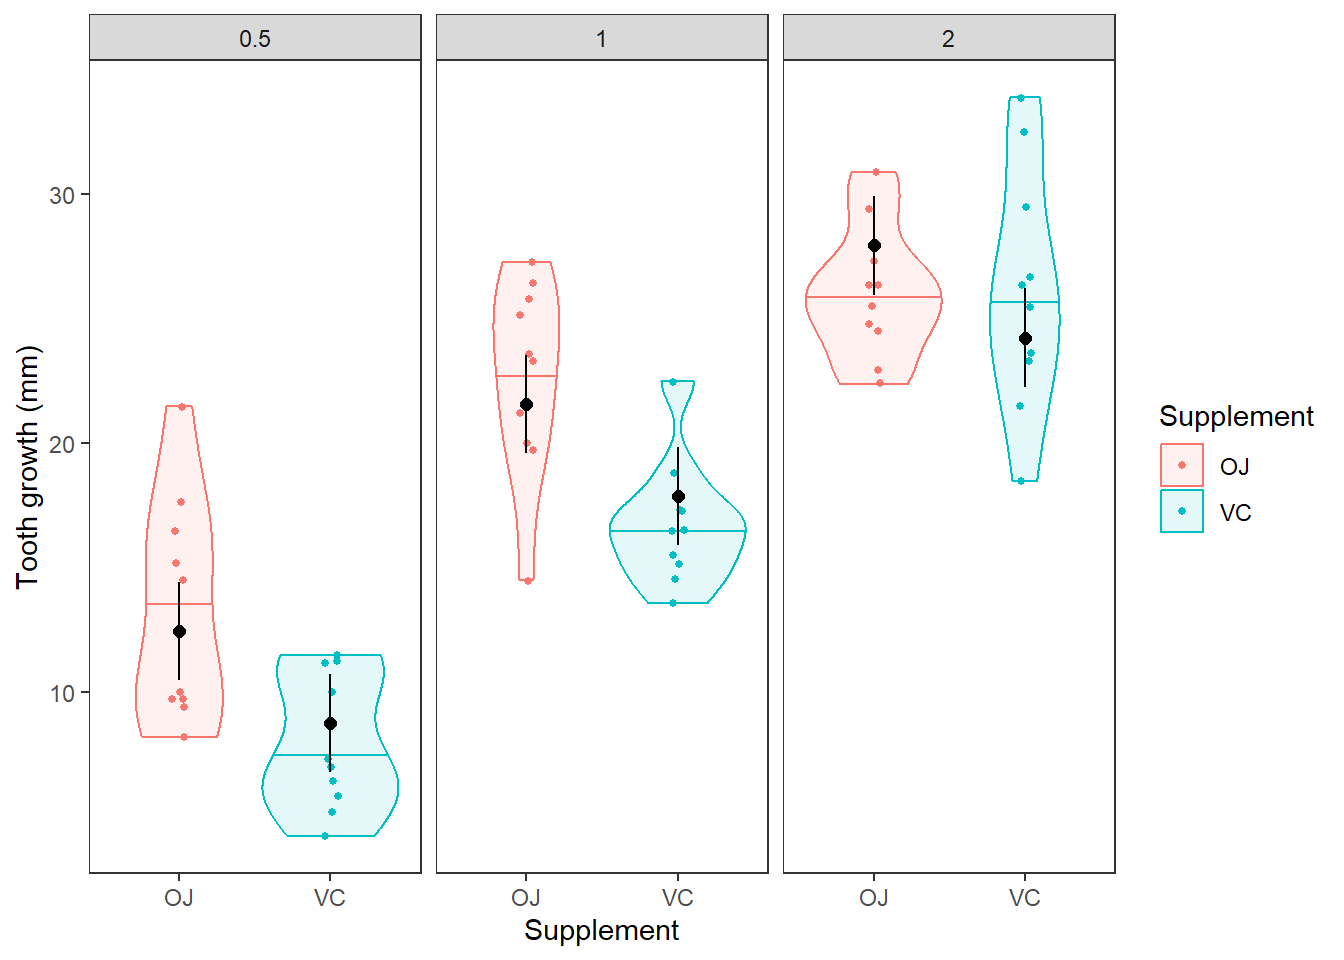 0.5 1 2
30
20
10
Tooth growth (mm)
OJ VC OJ VC OJ VC
Supplement
Supplement
OJ
VC